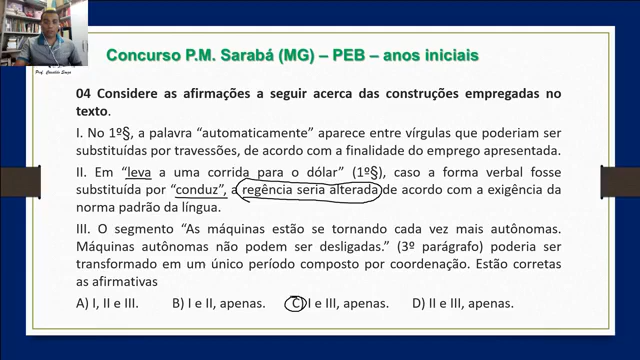 Prof. Claudião Souza
Concurso P.M. Sarabá (MG) – PEB – anos iniciais
04 Considere as afirmações a seguir acerca das construções empregadas no
texto.
I. No 1º§, a palavra “automaticamente” aparece entre vírgulas que poderiam ser
substituídas por travessões, de acordo com a finalidade do emprego apresentada.
II. Em “leva a uma corrida para o dólar” (1º§), caso a forma verbal fosse
substituída por “conduz”, a regência seria alterada de acordo com a exigência da
norma padrão da língua.
III. O segmento “As máquinas estão se tornando cada vez mais autônomas.
Máquinas autônomas não podem ser desligadas.” (3º parágrafo) poderia ser
transformado em um único período composto por coordenação. Estão corretas
as afirmativas
A) I, II e III. B) I e II, apenas. C) I e III, apenas. D) II e III, apenas.